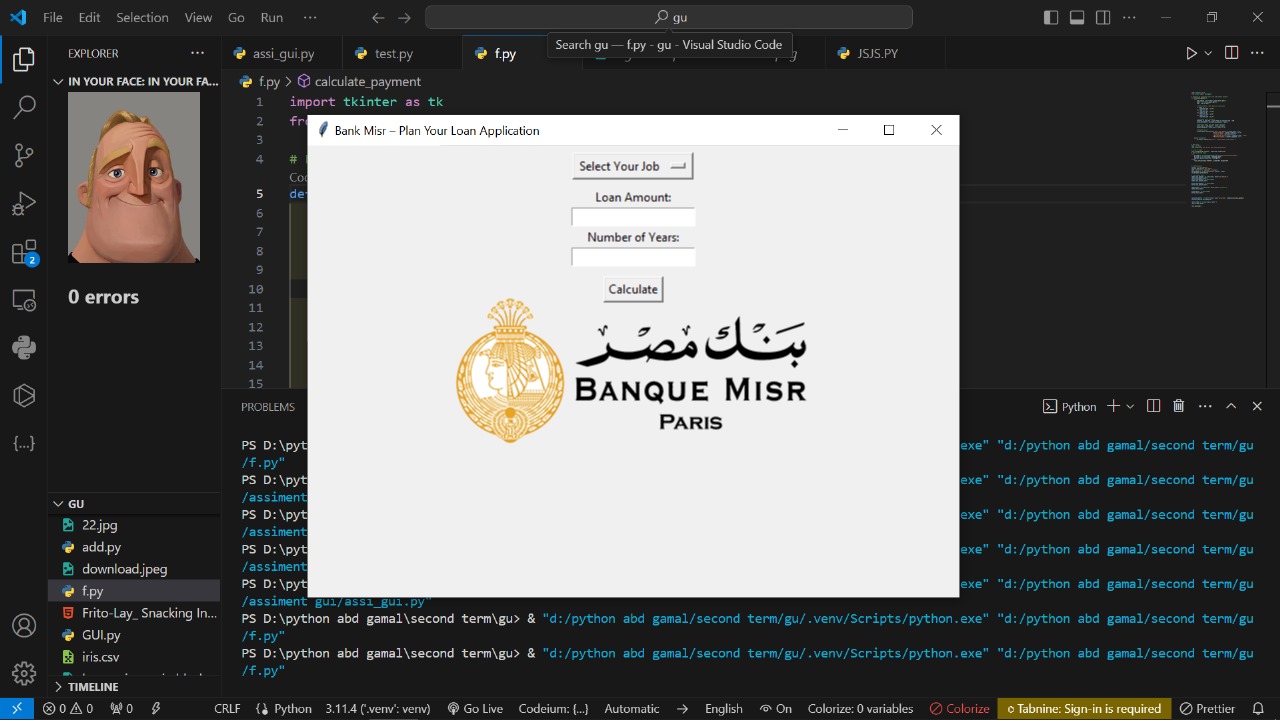 File Edit Selection View Go Run ··· gu
Search gu — f.py - gu - Visual Studio Code
EXPLORER ···
assi_gui.py test.py f.py JSJS.PY
IN YOUR FACE: IN YOUR FA...
f.py > calculate_payment
1 import tkinter as tk
2
3
4 #
5
6
7
8
9
10
11
12
13
14
15
0 errors
Bank Misr – Plan Your Loan Application
Select Your Job
Loan Amount:
Number of Years:
Calculate
بنك مصر
BANQUE MISR
PARIS
PROBLEMS
Python
PS D:\pyt exe" "d:/python abd gamal/second term/gu
/f.py"
PS D:\pyt exe" "d:/python abd gamal/second term/gu
/assiment
PS D:\pyt exe" "d:/python abd gamal/second term/gu
/assiment
PS D:\pyt exe" "d:/python abd gamal/second term/gu
/assiment
PS D:\pyt exe" "d:/python abd gamal/second term/gu
/assiment gui/assi_gui.py"
PS D:\python abd gamal\second term\gu> & "d:/python abd gamal/second term/gu/.venv/Scripts/python.exe" "d:/python abd gamal/second term/gu
/f.py"
PS D:\python abd gamal\second term\gu> & "d:/python abd gamal/second term/gu/.venv/Scripts/python.exe" "d:/python abd gamal/second term/gu
/f.py"
GU
22.jpg
add.py
download.jpeg
f.py
Frito-Lay_ Snacking In...
GUI.py
iris.csv
TIMELINE
2
0 0 0 CRLF Python 3.11.4 ('.venv': venv) Go Live Codeium: {...} Automatic English On Colorize: 0 variables Colorize Tabnine: Sign-in is required Prettier